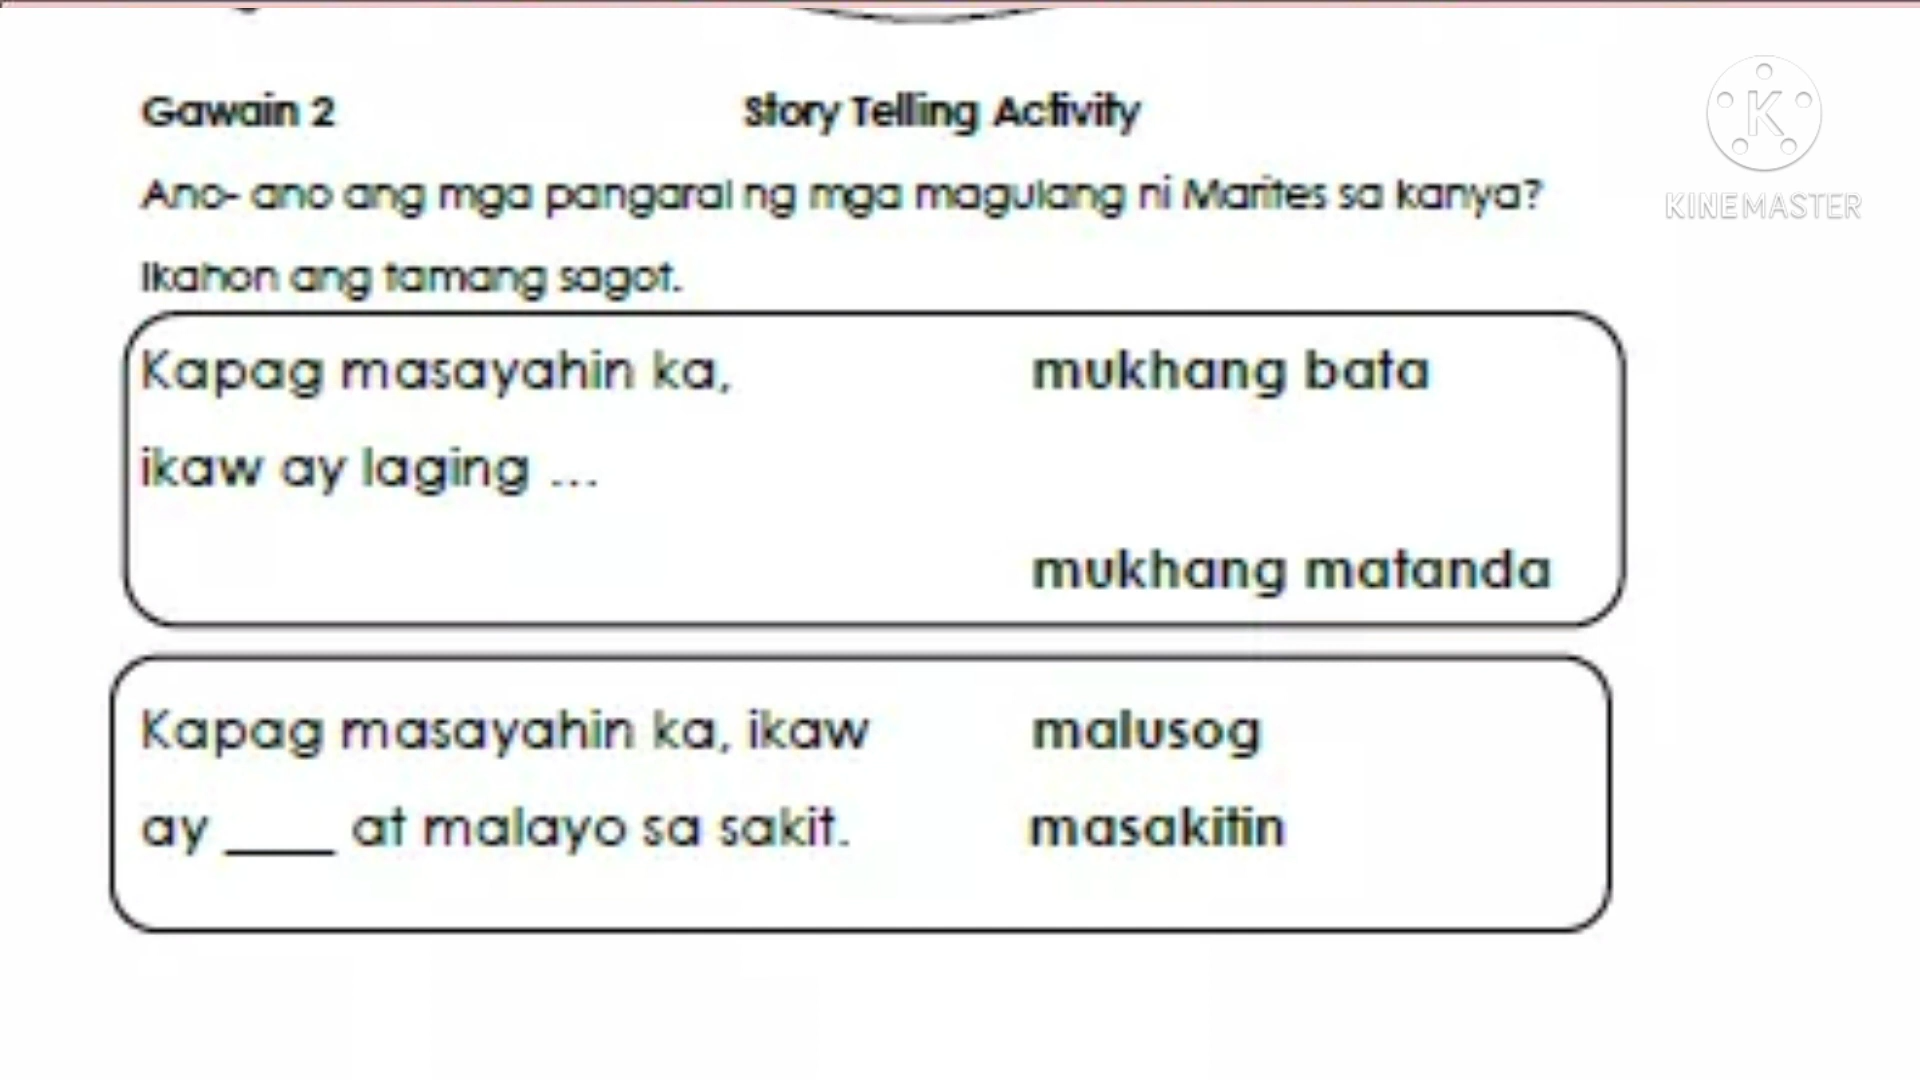 Gawain 2 Story Telling Activity
Ano- ano ang mga pangaral ng mga magulang ni Marites sa kanya?
Ikahon ang tamang sagot.
Kapag masayahin ka, mukhang bata
ikaw ay laging ...
mukhang matanda
Kapag masayahin ka, ikaw malusog
ay ____ at malayo sa sakit. masakitin
K
KINEMASTER